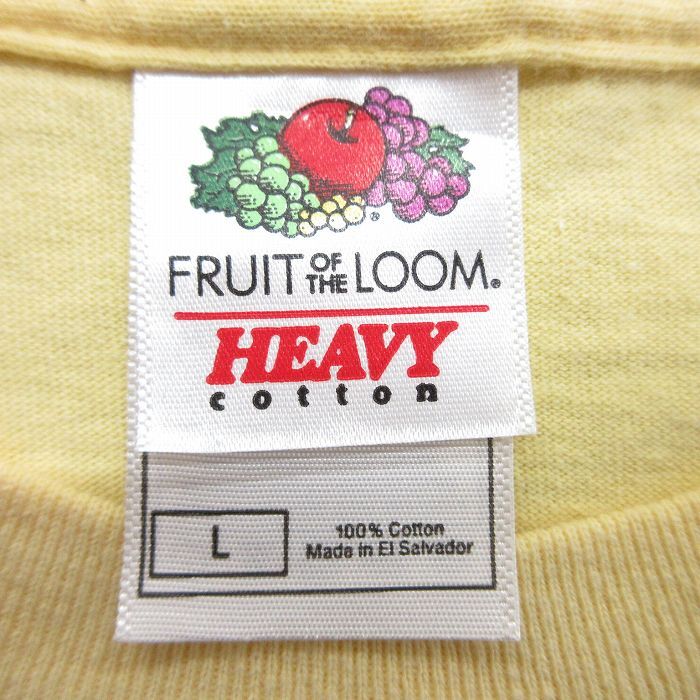 FRUIT OF THE LOOM®
HEAVY
cotton
L
100% Cotton
Made in El Salvador